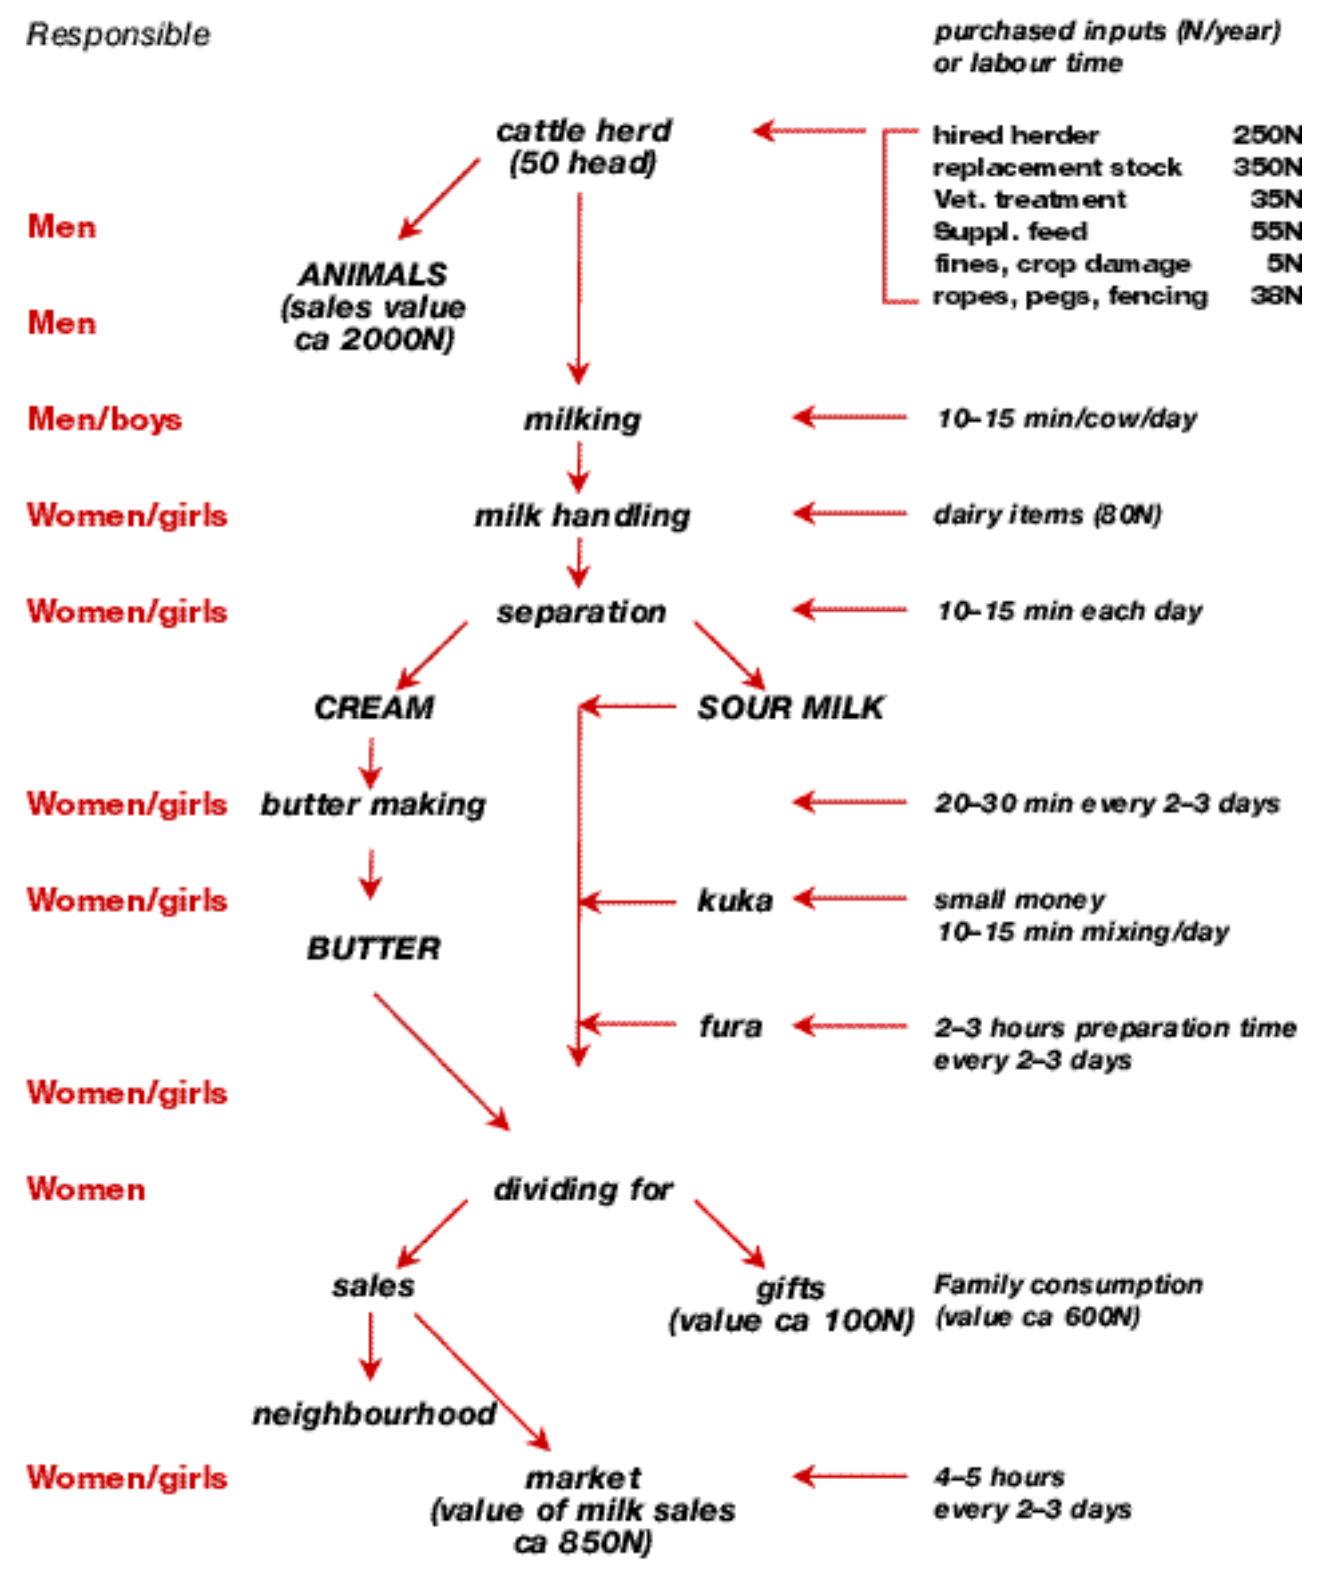 Responsible
purchased inputs (N/year)
or labour time
cattle herd
(50 head)
hired herder 250N
replacement stock 350N
Vet. treatment 35N
Suppl. feed 55N
fines, crop damage 5N
ropes, pegs, fencing 38N
Men
ANIMALS
(sales value
ca 2000N)
Men
Men/boys milking 10–15 min/cow/day
Women/girls milk handling dairy items (80N)
Women/girls separation 10–15 min each day
CREAM SOUR MILK
Women/girls butter making 20–30 min every 2–3 days
Women/girls kuka small money
10–15 min mixing/day
BUTTER
fura 2–3 hours preparation time
every 2–3 days
Women/girls
Women dividing for
sales
gifts
(value ca 100N)
Family consumption
(value ca 600N)
neighbourhood
Women/girls market 4–5 hours
(value of milk sales every 2–3 days
ca 850N)